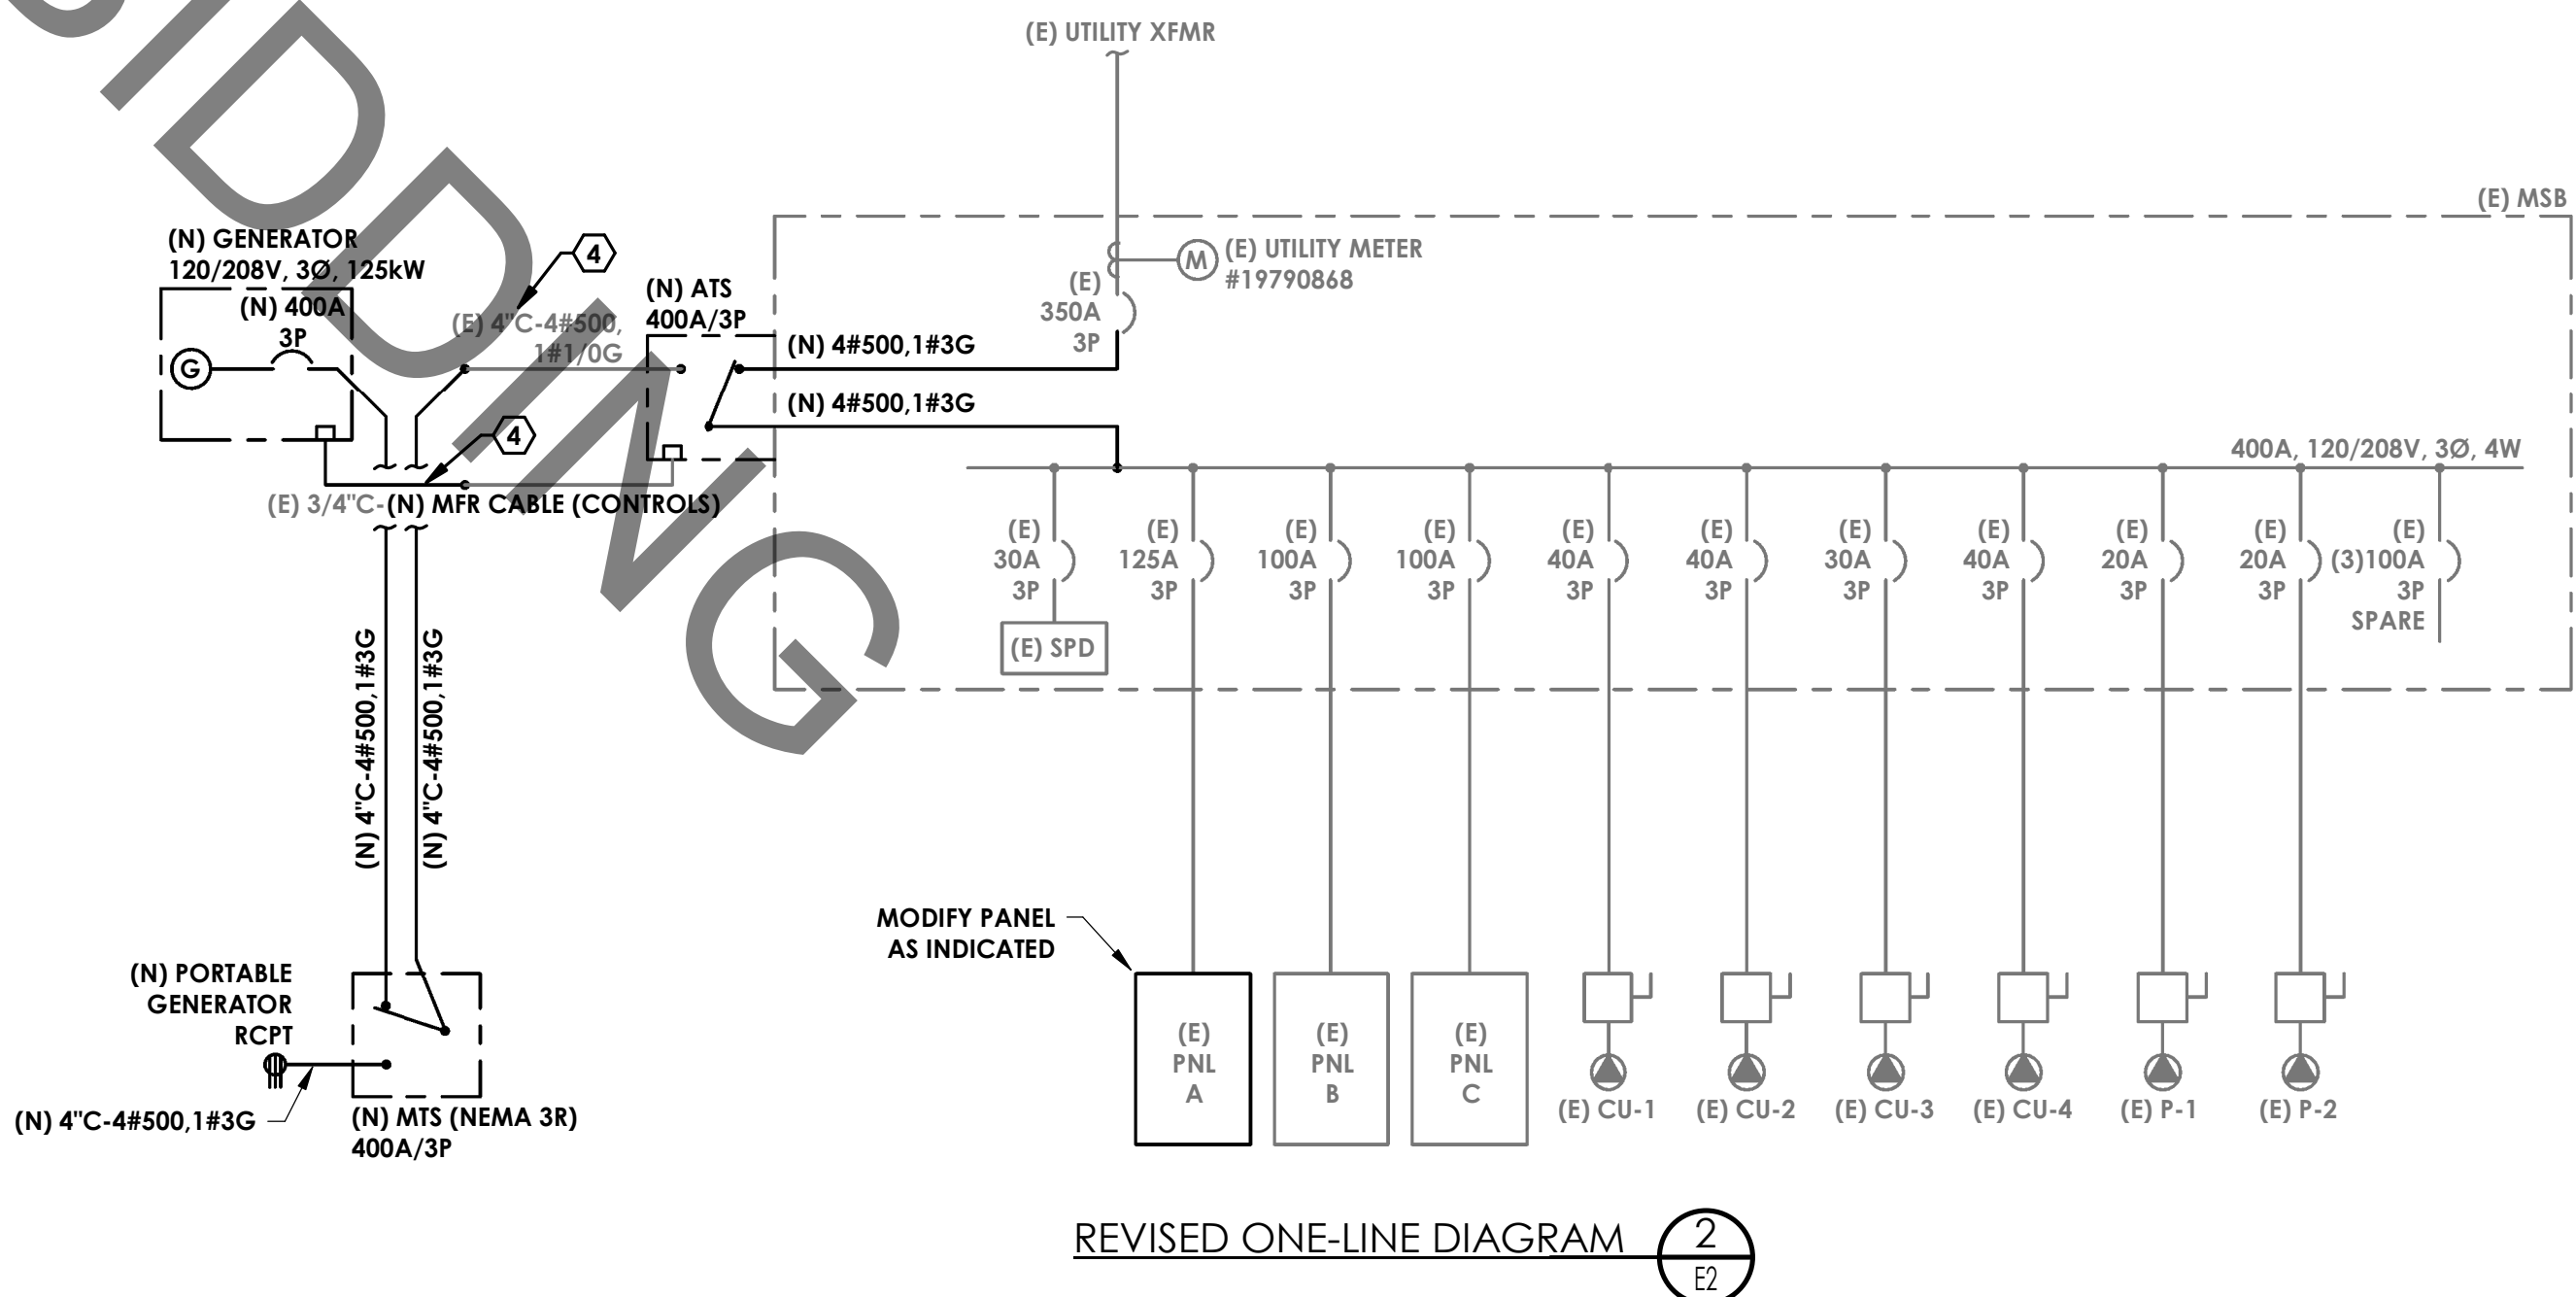 (E) UTILITY XFMR
(E) MSB
(N) GENERATOR
120/208V, 3Ø, 125kW
(N) 400A
3P
G
4
(E) 4"C-4#500,
1#1/0G
(N) ATS
400A/3P
(N) 4#500,1#3G
(N) 4#500,1#3G
M
(E) UTILITY METER
#19790868
(E)
350A
3P
4
(E) 3/4"C-(N) MFR CABLE (CONTROLS)
400A, 120/208V, 3Ø, 4W
(E)
30A
3P
(E) SPD
(E)
125A
3P
(E)
100A
3P
(E)
100A
3P
(E)
40A
3P
(E)
40A
3P
(E)
30A
3P
(E)
40A
3P
(E)
20A
3P
(E)
20A
3P
(E)
(3)100A
3P
SPARE
(N) 4"C-4#500,1#3G
(N) 4"C-4#500,1#3G
MODIFY PANEL
AS INDICATED
(N) PORTABLE
GENERATOR
RCPT
(N) 4"C-4#500,1#3G
(N) MTS (NEMA 3R)
400A/3P
(E)
PNL
A
(E)
PNL
B
(E)
PNL
C
(E) CU-1
(E) CU-2
(E) CU-3
(E) CU-4
(E) P-1
(E) P-2
REVISED ONE-LINE DIAGRAM
2
E2
IDDING